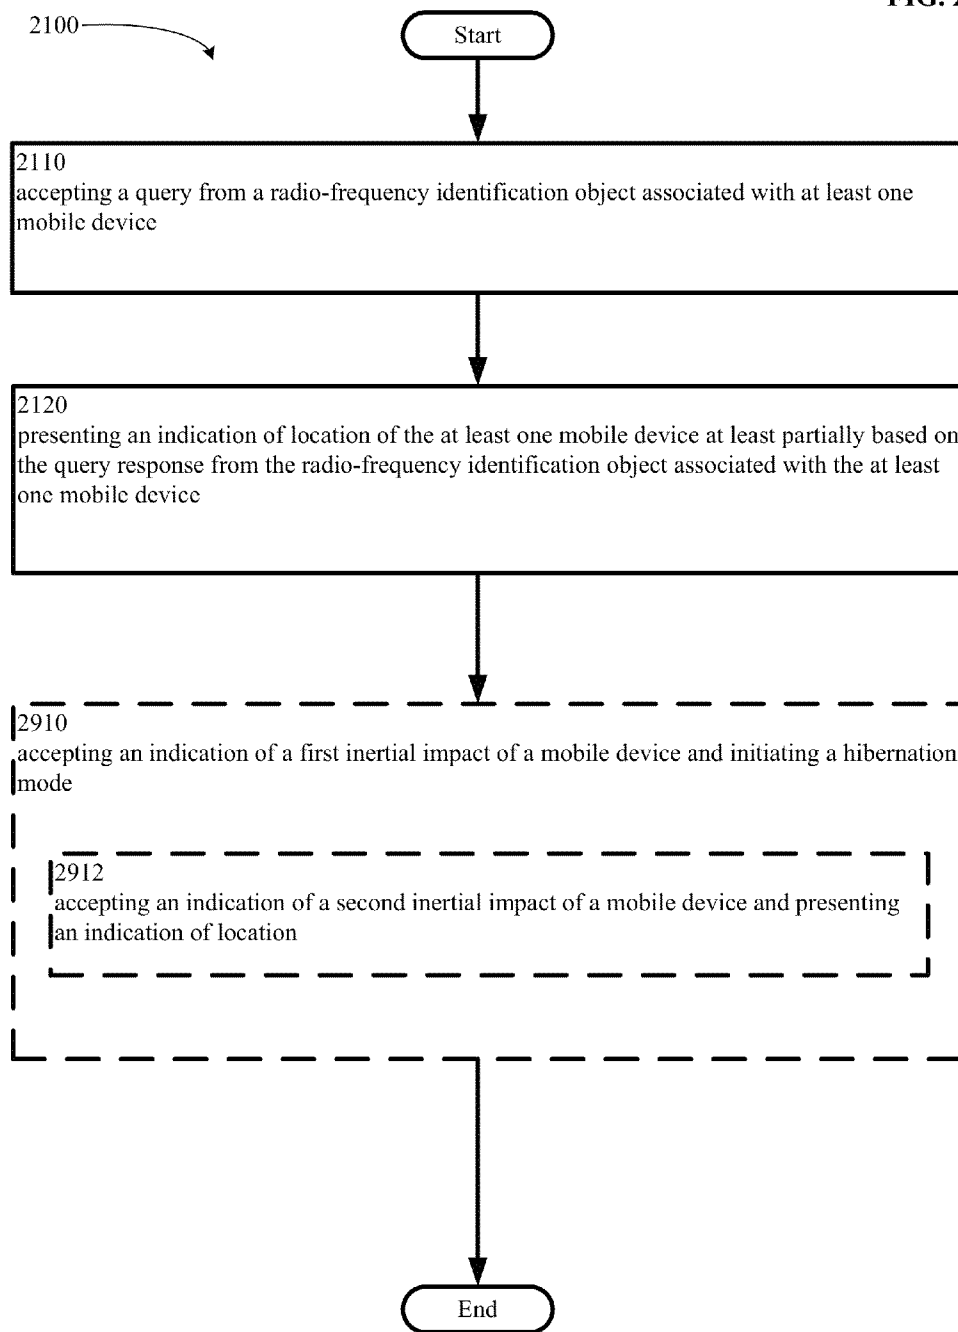 FIG. 2
2100
Start
2110
accepting a query from a radio-frequency identification object associated with at least one
mobile device
2120
presenting an indication of location of the at least one mobile device at least partially based on
the query response from the radio-frequency identification object associated with the at least
one mobile device
2910
accepting an indication of a first inertial impact of a mobile device and initiating a hibernation
mode
2912
accepting an indication of a second inertial impact of a mobile device and presenting
an indication of location
End